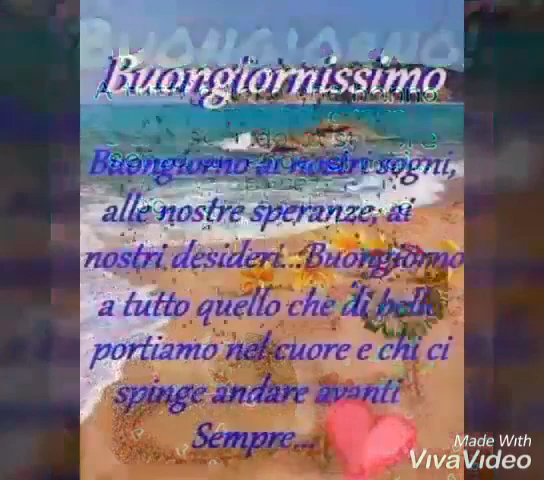 BUONGIORNO!
Buongiornissimo
Buongiorno ai nostri sogni,
alle nostre speranze, ai
nostri desideri...Buongiorno
a tutto quello che di bello
portiamo nel cuore e chi ci
spinge andare avanti
Sempre...
Made With
VivaVideo